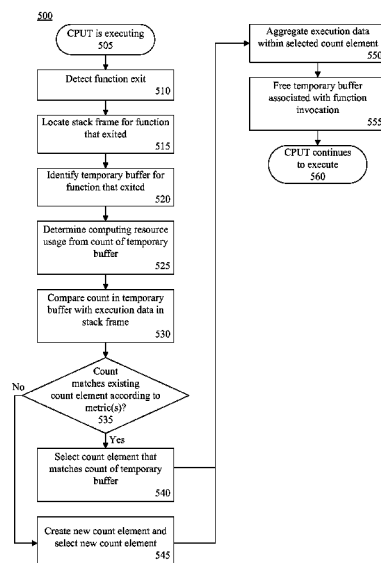 500
CPUT is executing
505
Detect function exit
510
Locate stack frame for function
that exited
515
Identify temporary buffer for
function that exited
520
Determine computing resource
usage from count of temporary
buffer
525
Compare count in temporary
buffer with execution data in
stack frame
530
Count
matches existing
count element according to
metric(s)?
535
No
Yes
Select count element that
matches count of temporary
buffer
540
Create new count element and
select new count element
545
Aggregate execution data
within selected count element
550
Free temporary buffer
associated with function
invocation
555
CPUT continues
to execute
560